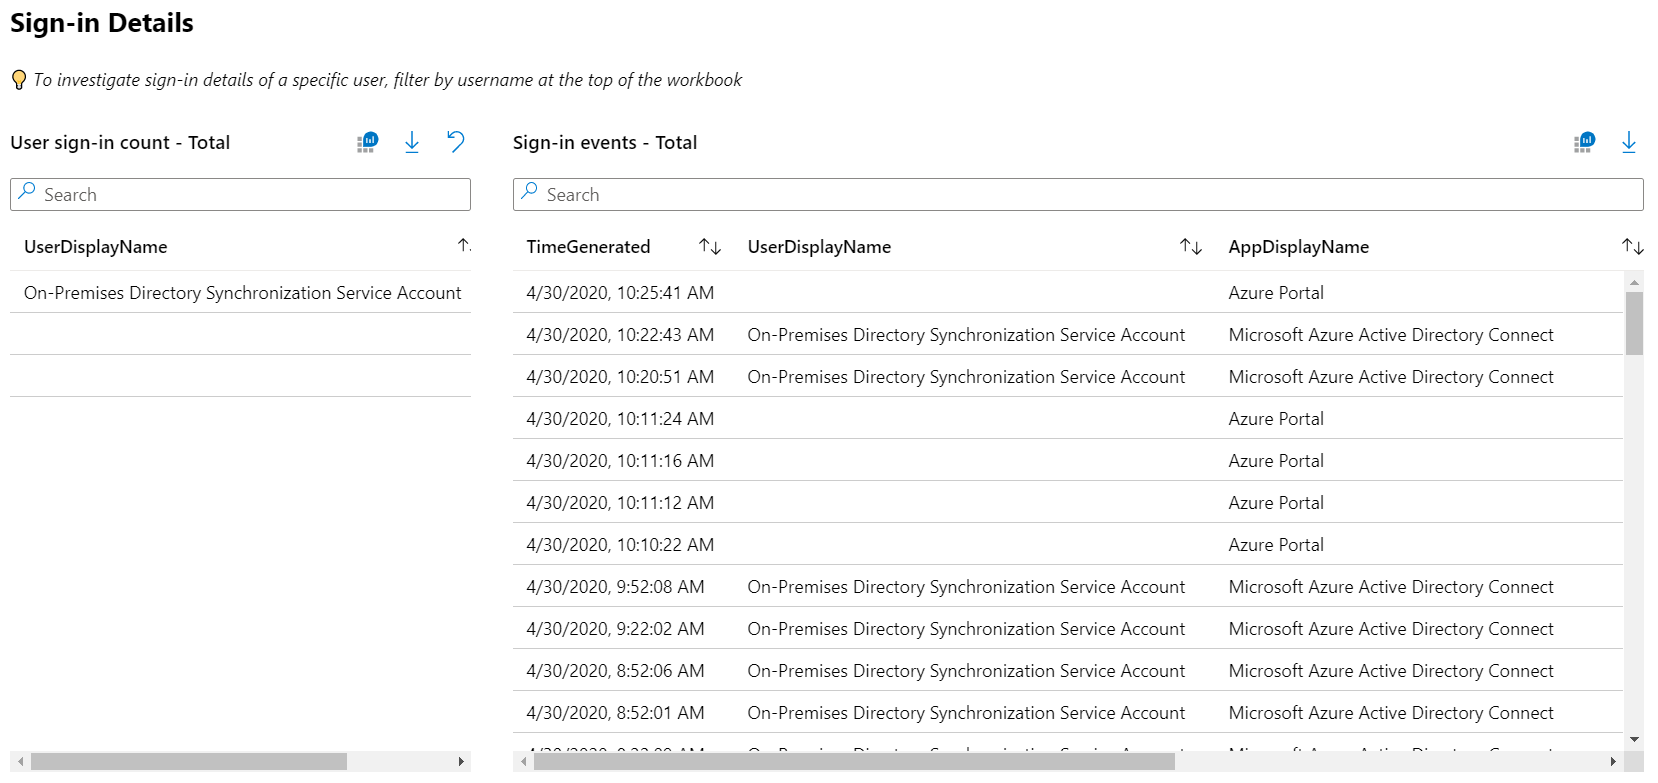 Sign-in Details
To investigate sign-in details of a specific user, filter by username at the top of the workbook
User sign-in count - Total
Search
UserDisplayName
On-Premises Directory Synchronization Service Account
Sign-in events - Total
Search
TimeGenerated UserDisplayName AppDisplayName
4/30/2020, 10:25:41 AM Azure Portal
4/30/2020, 10:22:43 AM On-Premises Directory Synchronization Service Account Microsoft Azure Active Directory Connect
4/30/2020, 10:20:51 AM On-Premises Directory Synchronization Service Account Microsoft Azure Active Directory Connect
4/30/2020, 10:11:24 AM Azure Portal
4/30/2020, 10:11:16 AM Azure Portal
4/30/2020, 10:11:12 AM Azure Portal
4/30/2020, 10:10:22 AM Azure Portal
4/30/2020, 9:52:08 AM On-Premises Directory Synchronization Service Account Microsoft Azure Active Directory Connect
4/30/2020, 9:22:02 AM On-Premises Directory Synchronization Service Account Microsoft Azure Active Directory Connect
4/30/2020, 8:52:06 AM On-Premises Directory Synchronization Service Account Microsoft Azure Active Directory Connect
4/30/2020, 8:52:01 AM On-Premises Directory Synchronization Service Account Microsoft Azure Active Directory Connect